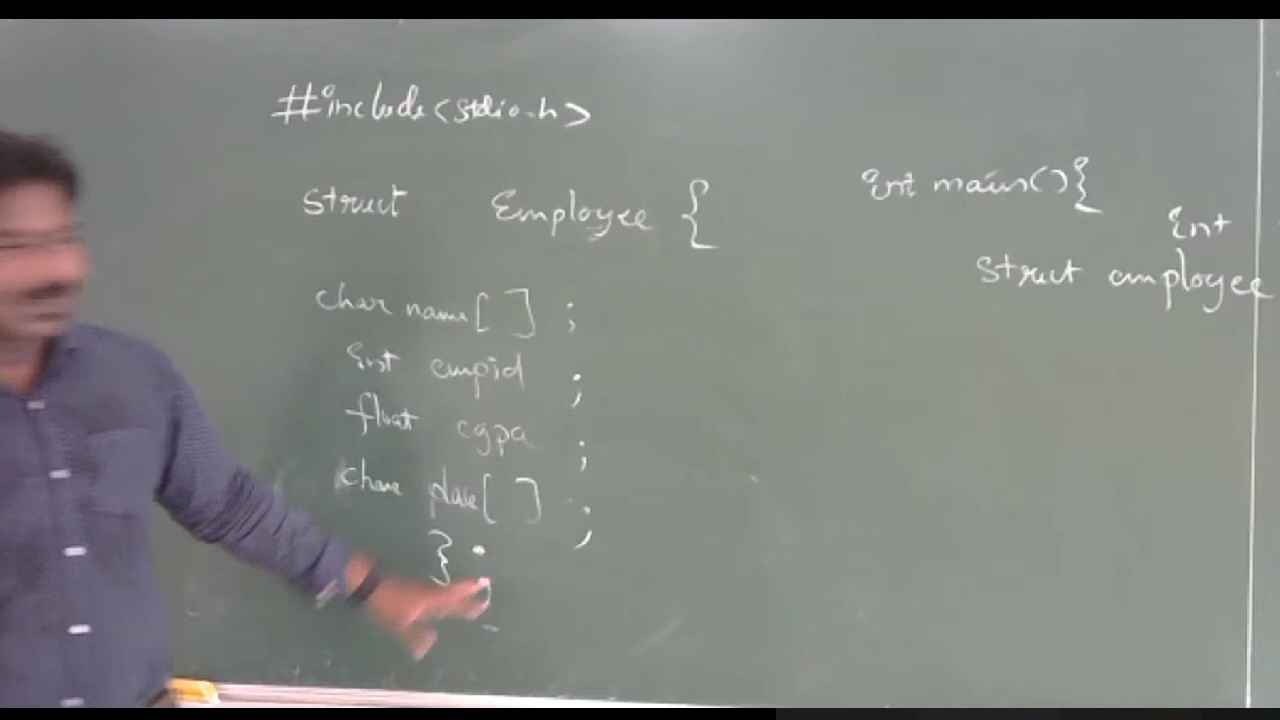 #include<stdio.h>
struct Employee {
char name[ ] ;
int empid ;
float cgpa ;
char place[ ] ;
} ;
int main(){
int
struct employee